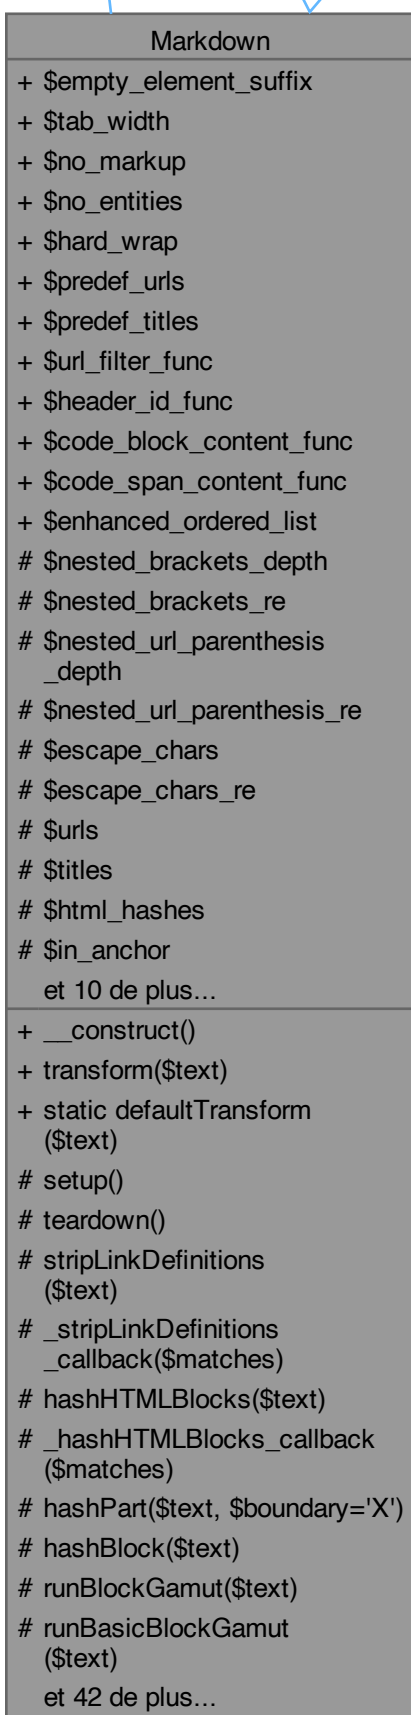 Markdown
+ $empty_element_suffix
+ $tab_width
+ $no_markup
+ $no_entities
+ $hard_wrap
+ $predef_urls
+ $predef_titles
+ $url_filter_func
+ $header_id_func
+ $code_block_content_func
+ $code_span_content_func
+ $enhanced_ordered_list
# $nested_brackets_depth
# $nested_brackets_re
# $nested_url_parenthesis
_depth
# $nested_url_parenthesis_re
# $escape_chars
# $escape_chars_re
# $urls
# $titles
# $html_hashes
# $in_anchor
et 10 de plus...
+ __construct()
+ transform($text)
+ static defaultTransform
($text)
# setup()
# teardown()
# stripLinkDefinitions
($text)
# _stripLinkDefinitions
_callback($matches)
# hashHTMLBlocks($text)
# _hashHTMLBlocks_callback
($matches)
# hashPart($text, $boundary='X')
# hashBlock($text)
# runBlockGamut($text)
# runBasicBlockGamut
($text)
et 42 de plus...